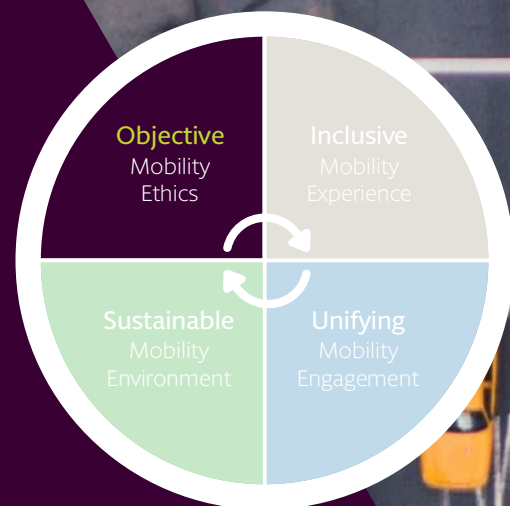 Objective
Mobility
Ethics
Inclusive
Mobility
Experience
Sustainable
Mobility
Environment
Unifying
Mobility
Engagement